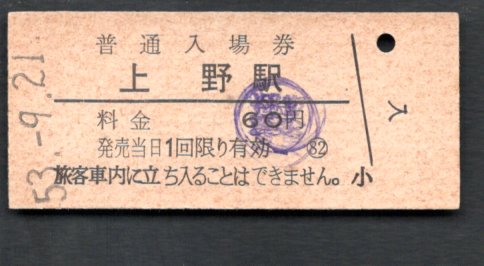 普通入場券
上野駅
料金 60円
発売当日1回限り有効 ㊷
旅客車内に立ち入ることはできません。 小
入
53.-9.21